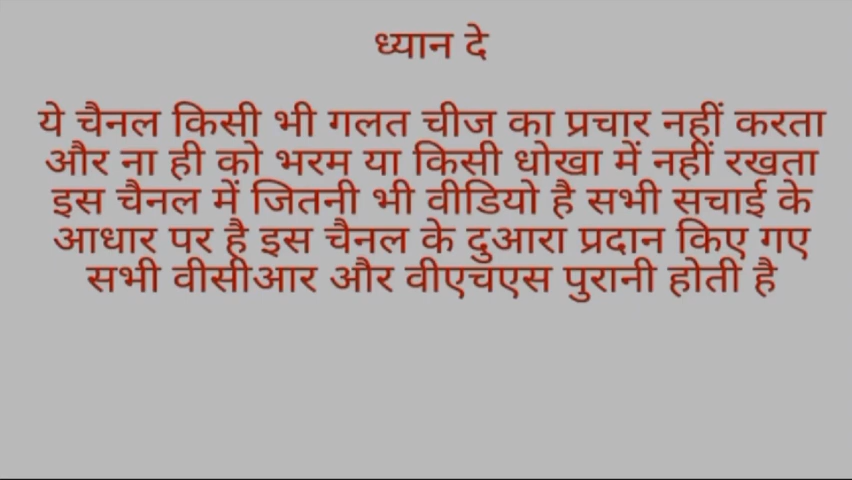 ध्यान दे
ये चैनल किसी भी गलत चीज का प्रचार नहीं करता
और ना ही को भरम या किसी धोखा में नहीं रखता
इस चैनल में जितनी भी वीडियो है सभी सचाई के
आधार पर है इस चैनल के दुआरा प्रदान किए गए
सभी वीसीआर और वीएचएस पुरानी होती है